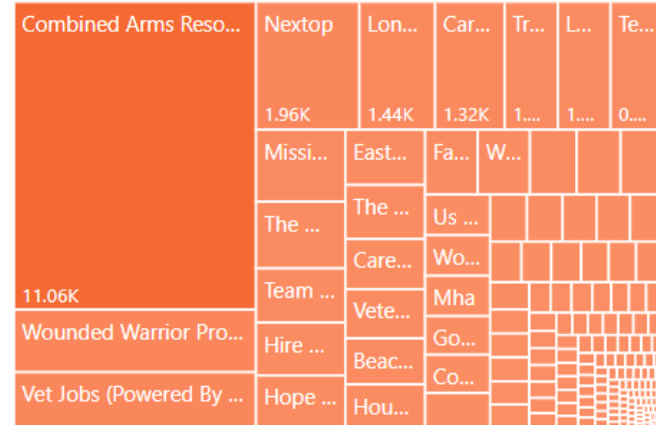 Combined Arms Reso...
11.06K
Wounded Warrior Pro...
Vet Jobs (Powered By ...
Nextop
1.96K
Lon...
1.44K
Car...
1.32K
Tr...
1....
L...
1....
Te...
0....
Missi...
The ...
Team ...
Hire ...
Hope ...
East...
The ...
Care...
Vete...
Beac...
Hou...
Fa...
W...
Us ...
Wo...
Mha
Go...
Co...